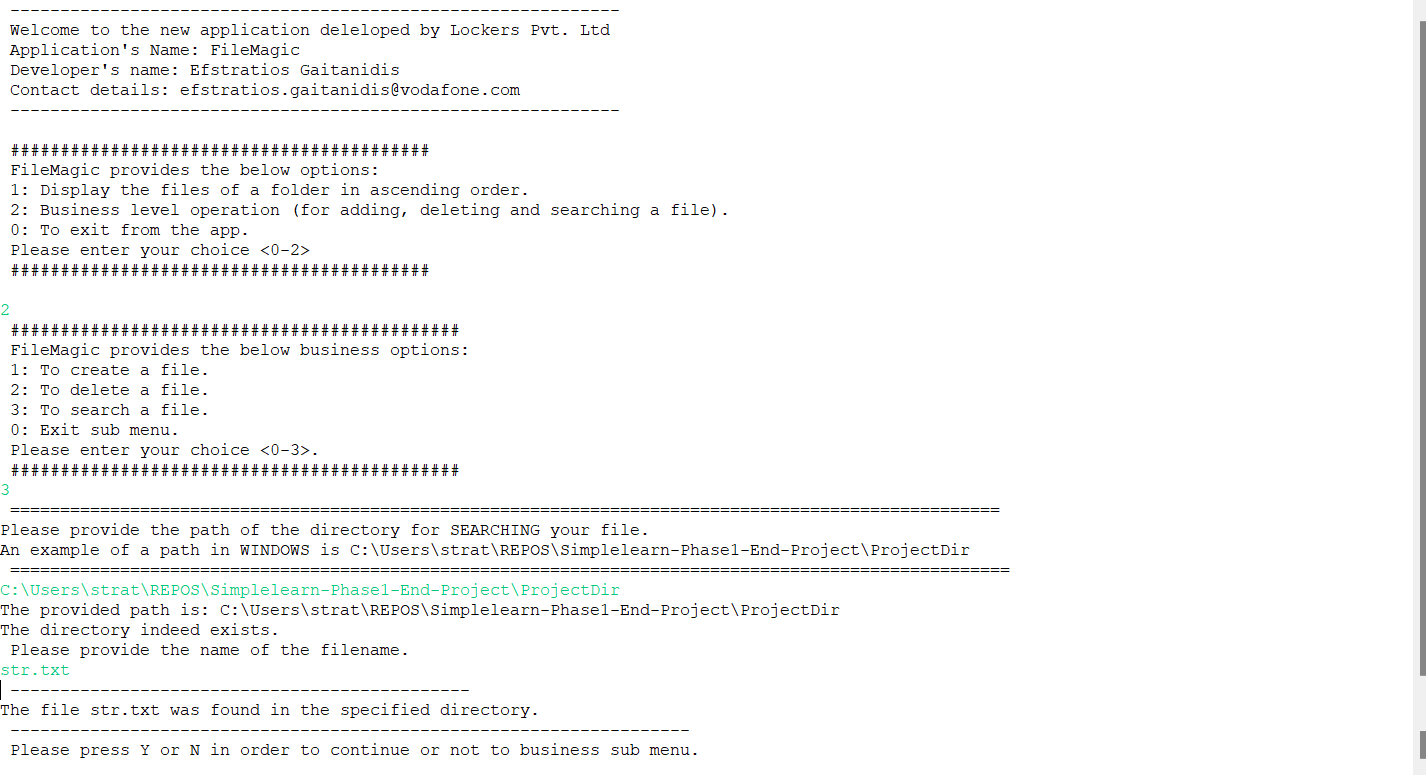 -------------------------------------------------------------
Welcome to the new application deleloped by Lockers Pvt. Ltd
Application's Name: FileMagic
Developer's name: Efstratios Gaitanidis
Contact details: efstratios.gaitanidis@vodafone.com
-------------------------------------------------------------
##########################################
FileMagic provides the below options:
1: Display the files of a folder in ascending order.
2: Business level operation (for adding, deleting and searching a file).
0: To exit from the app.
Please enter your choice <0-2>
##########################################
2
#############################################
FileMagic provides the below business options:
1: To create a file.
2: To delete a file.
3: To search a file.
0: Exit sub menu.
Please enter your choice <0-3>.
#############################################
3
===================================================================================================
Please provide the path of the directory for SEARCHING your file.
An example of a path in WINDOWS is C:\Users\strat\REPOS\Simplelearn-Phase1-End-Project\ProjectDir
====================================================================================================
C:\Users\strat\REPOS\Simplelearn-Phase1-End-Project\ProjectDir
The provided path is: C:\Users\strat\REPOS\Simplelearn-Phase1-End-Project\ProjectDir
The directory indeed exists.
Please provide the name of the filename.
str.txt
----------------------------------------------
The file str.txt was found in the specified directory.
--------------------------------------------------------------------
Please press Y or N in order to continue or not to business sub menu.